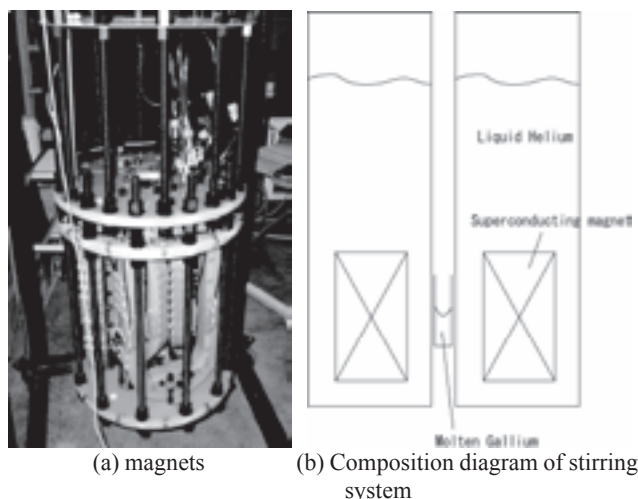 Liquid Helium
Superconducting magnet
Molten Gallium
(a) magnets
(b) Composition diagram of stirring
system